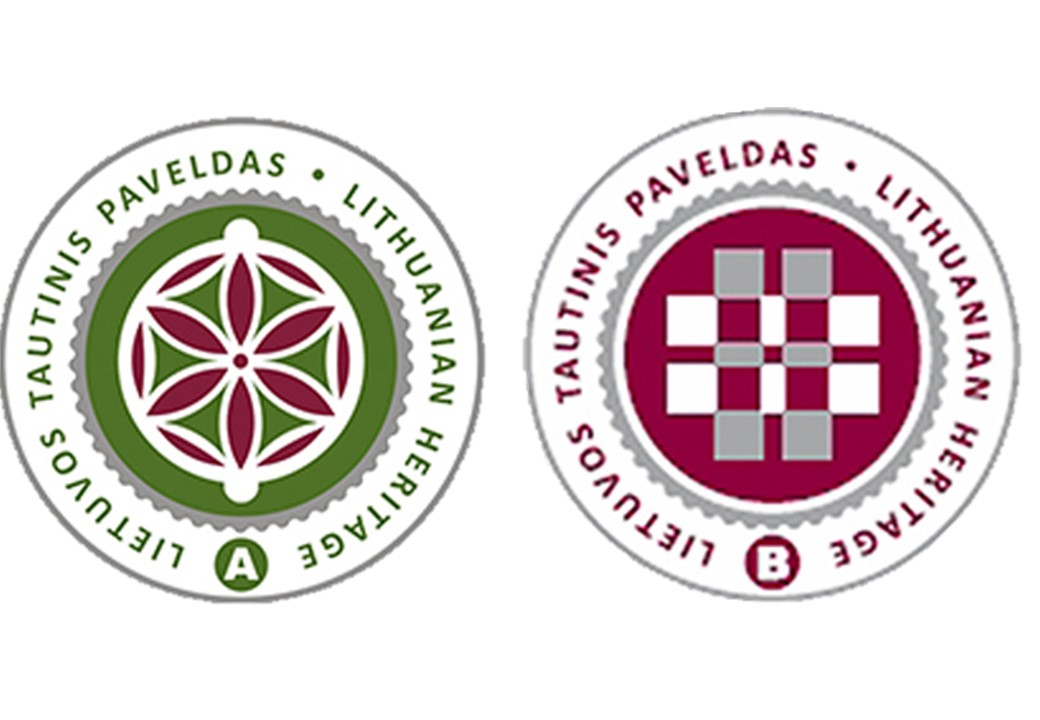 LIETUVOS TAUTINIS PAVELDAS • LITHUANIAN HERITAGE
A
LIETUVOS TAUTINIS PAVELDAS • LITHUANIAN HERITAGE
B